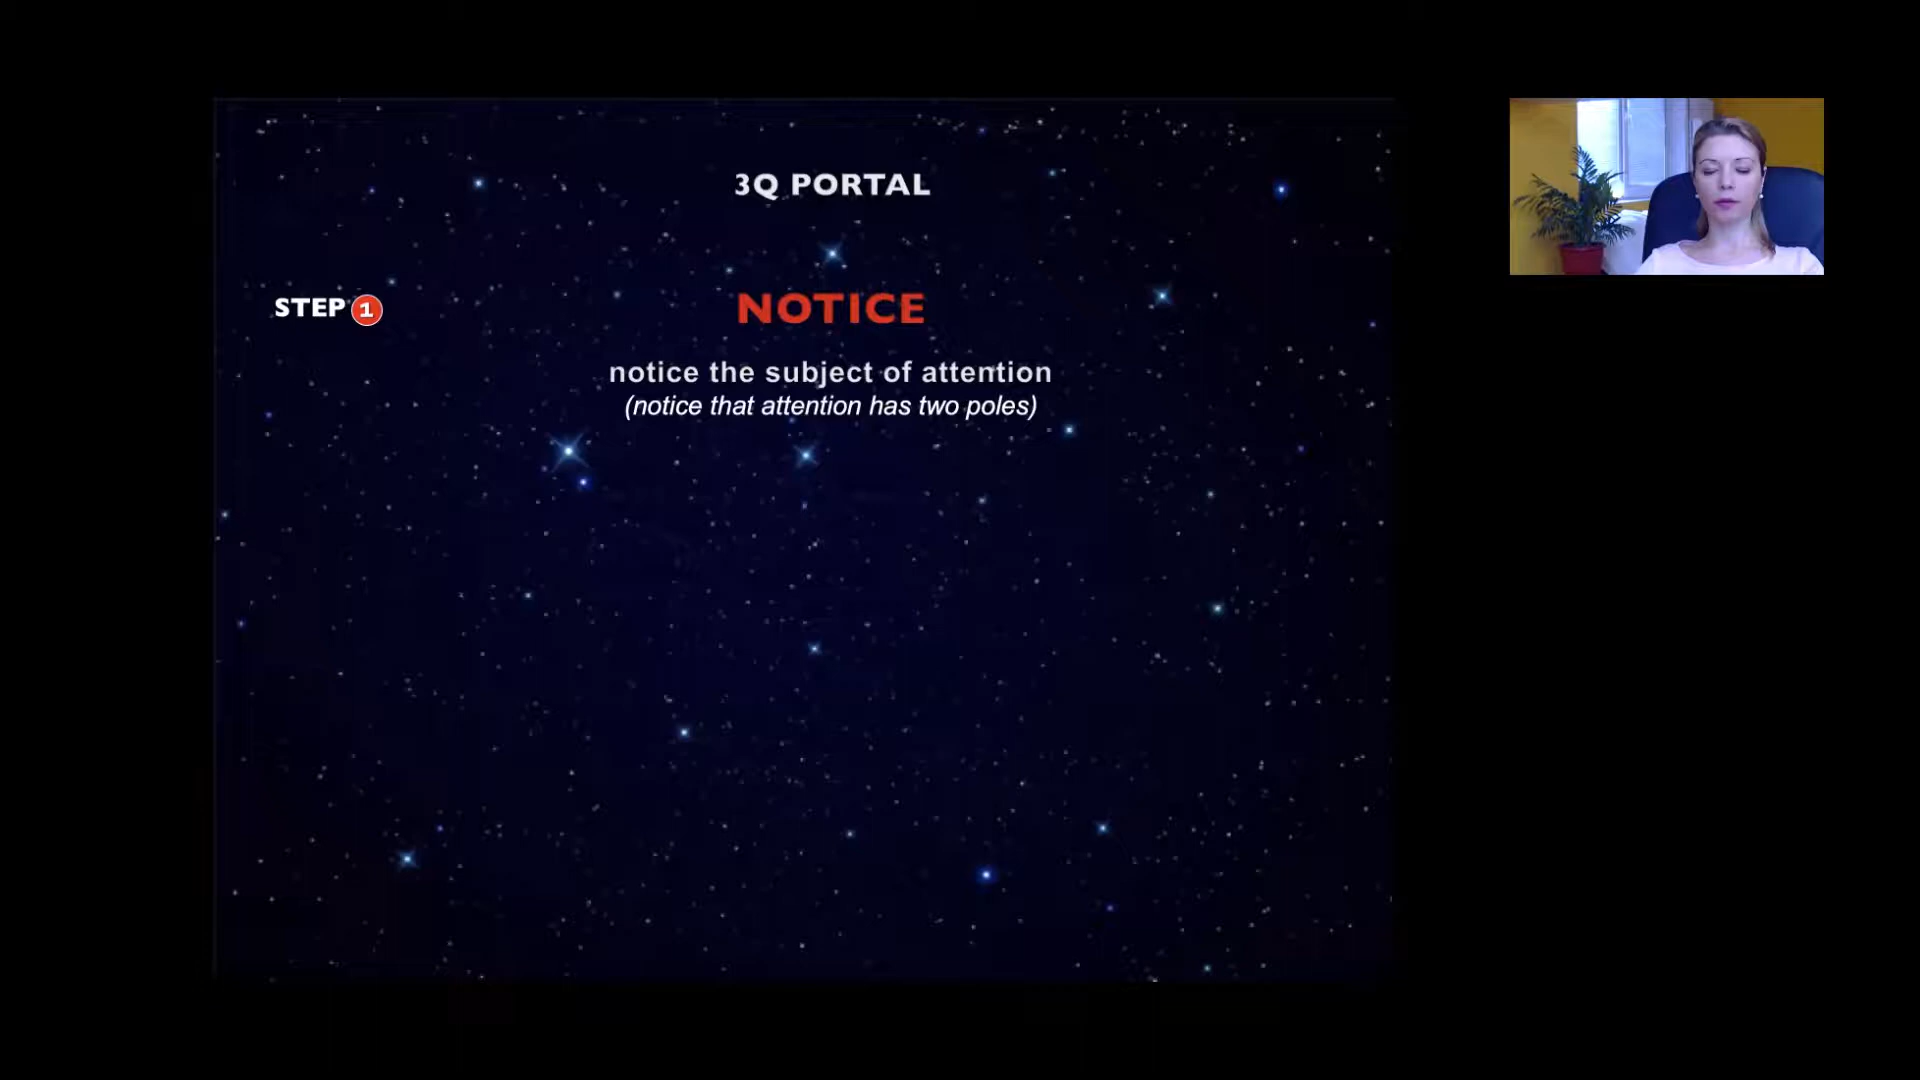 3Q PORTAL
STEP 1
NOTICE
notice the subject of attention
(notice that attention has two poles)